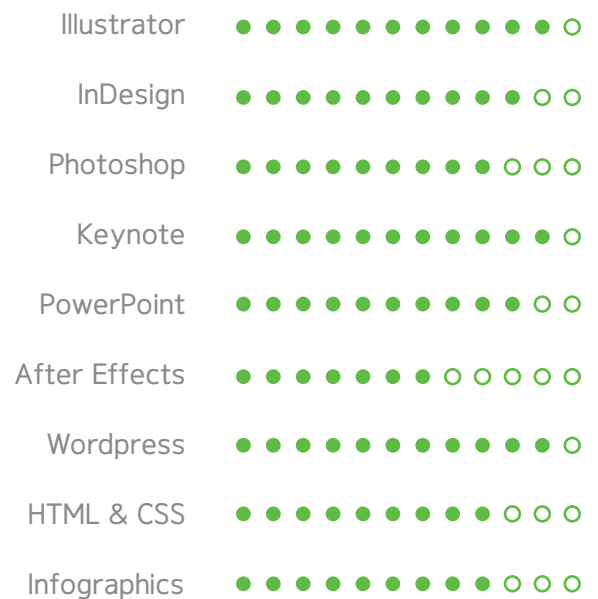 Illustrator
InDesign
Photoshop
Keynote
PowerPoint
After Effects
Wordpress
HTML & CSS
Infographics